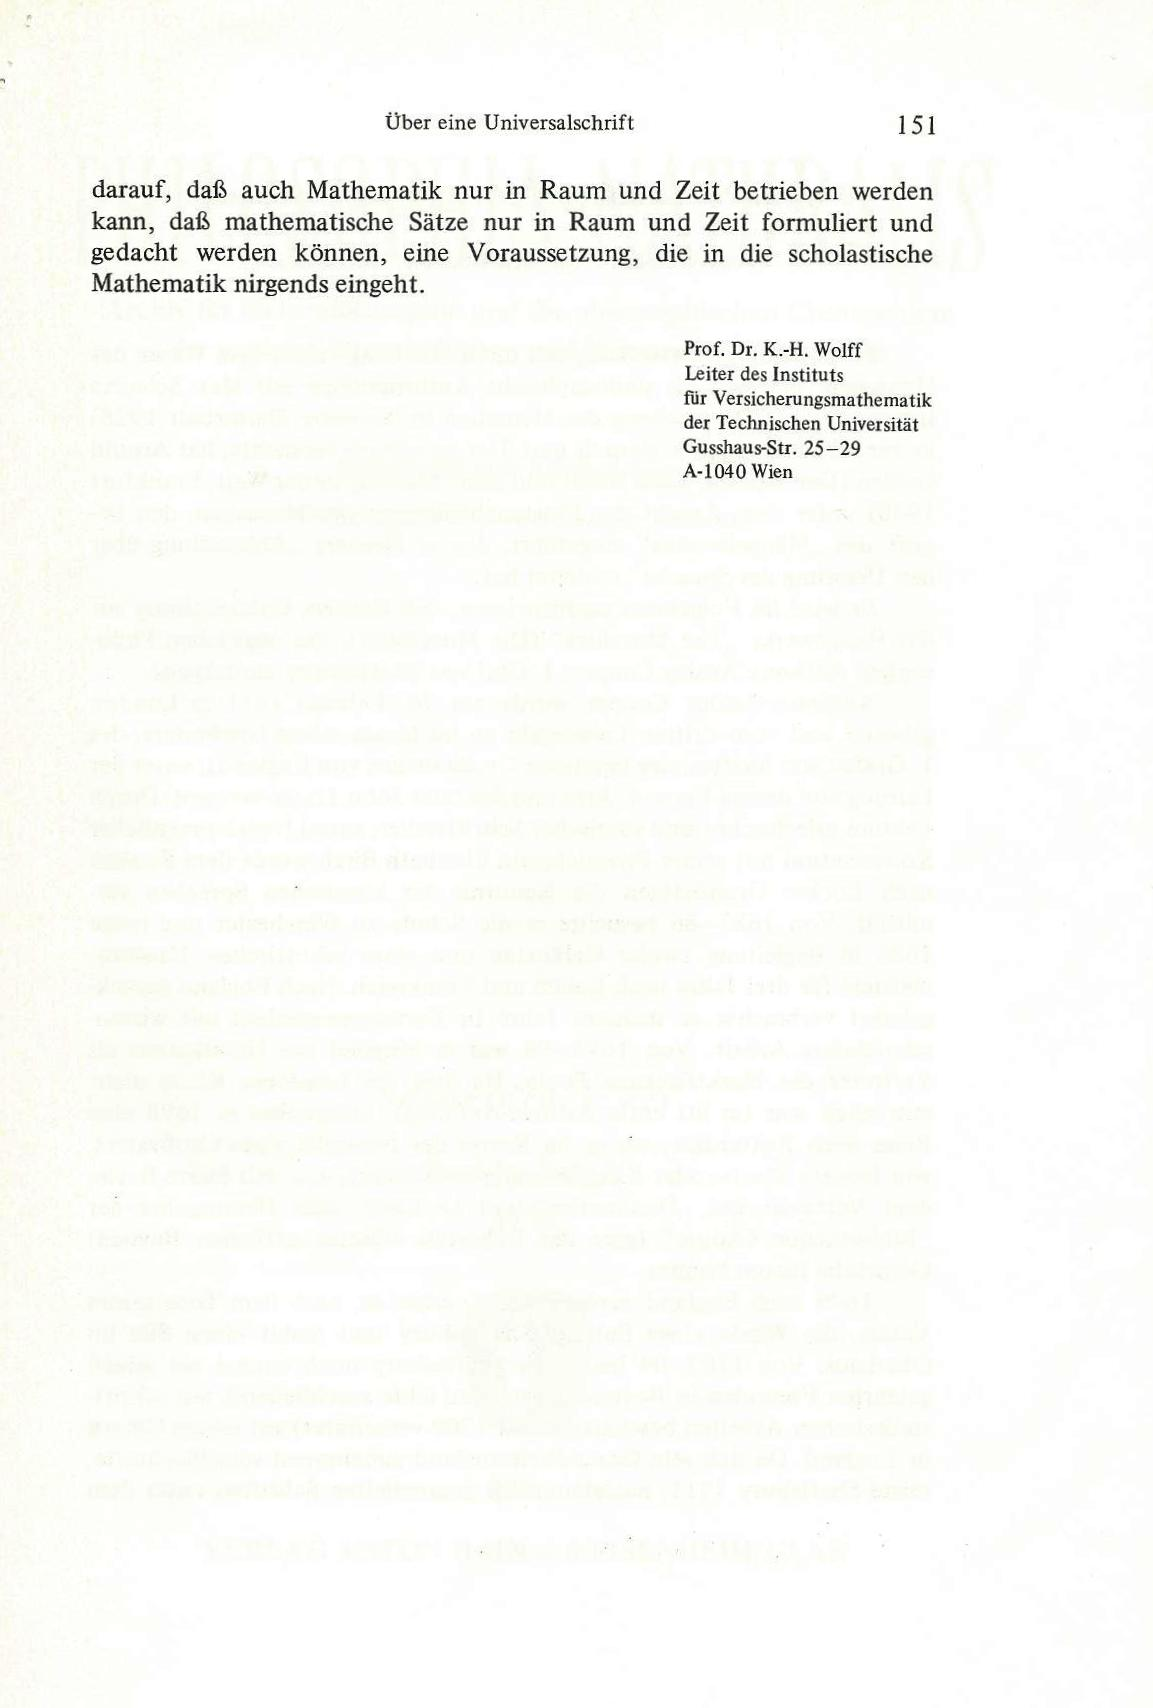 Über eine Universalschrift 151
darauf, daß auch Mathematik nur in Raum und Zeit betrieben werden
kann, daß mathematische Sätze nur in Raum und Zeit formuliert und
gedacht werden können, eine Voraussetzung, die in die scholastische
Mathematik nirgends eingeht.
Prof. Dr. K.-H. Wolff
Leiter des Instituts
für Versicherungsmathematik
der Technischen Universität
Gusshaus-Str. 25–29
A-1040 Wien